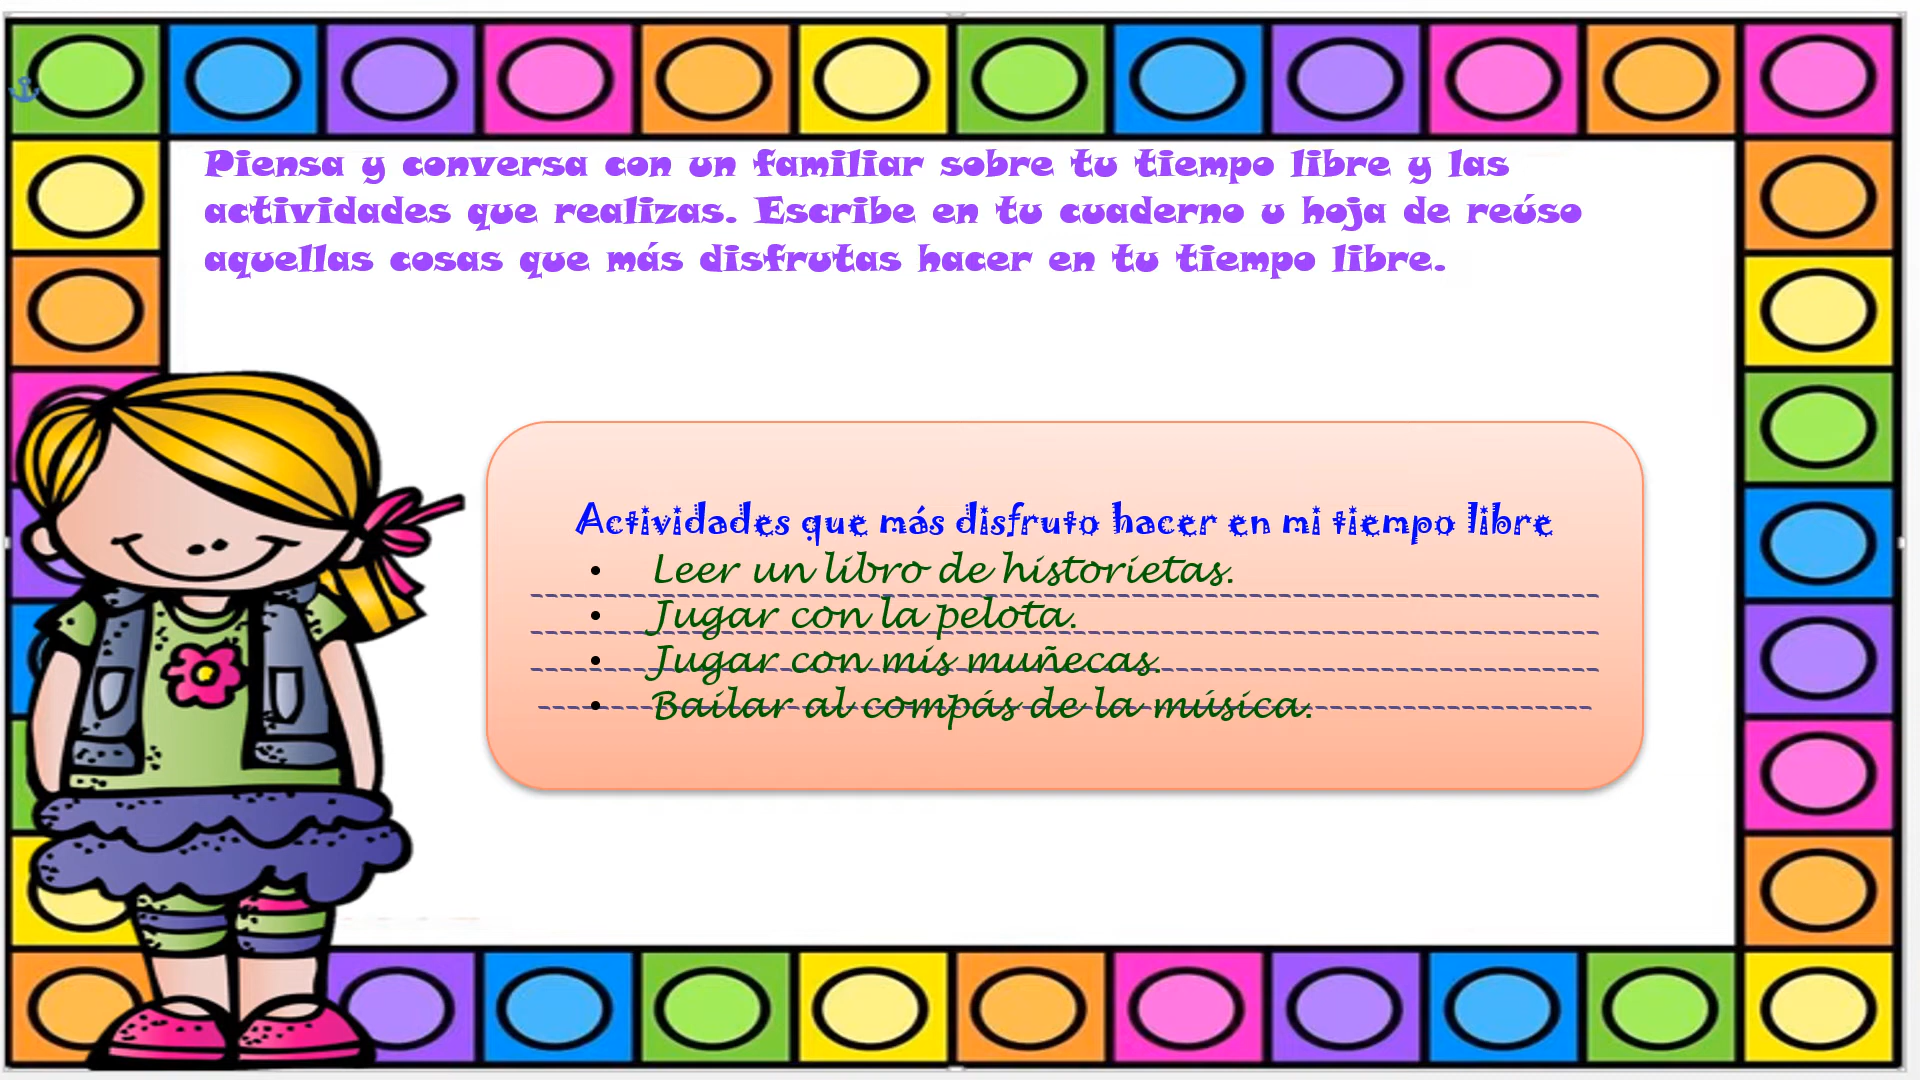 Piensa y conversa con un familiar sobre tu tiempo libre y las
actividades que realizas. Escribe en tu cuaderno u hoja de reúso
aquellas cosas que más disfrutas hacer en tu tiempo libre.
Actividades que más disfruto hacer en mi tiempo libre
• Leer un libro de historietas.
• Jugar con la pelota.
• Jugar con mis muñecas.
• Bailar al compás de la música.